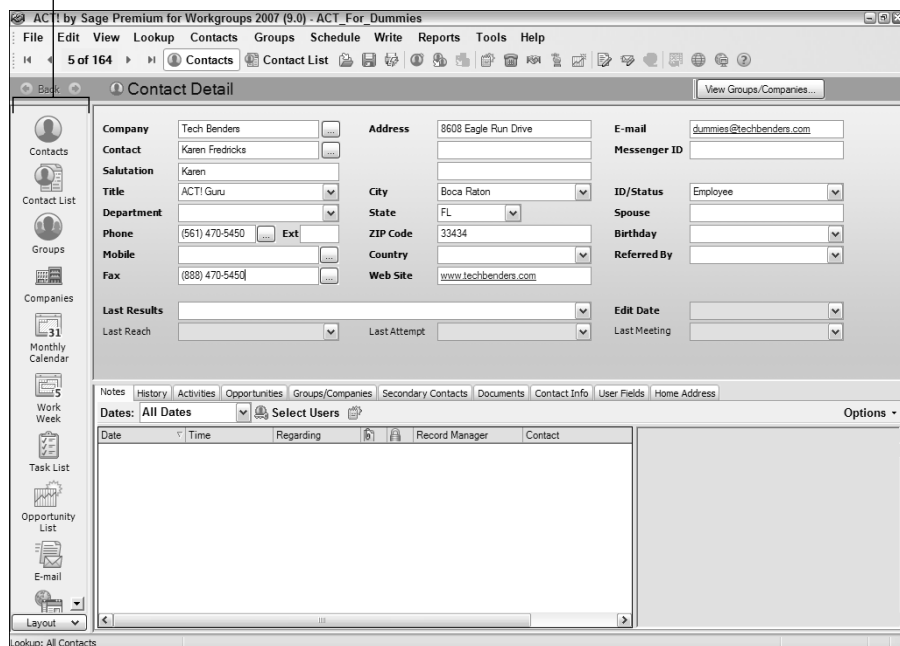 ACT! by Sage Premium for Workgroups 2007 (9.0) - ACT_For_Dummies
File Edit View Lookup Contacts Groups Schedule Write Reports Tools Help
5 of 164 Contacts Contact List
Back Contact Detail View Groups/Companies...
Contacts
Contact List
Groups
Companies
31
Monthly
Calendar
5
Work
Week
Task List
Opportunity
List
E-mail
Layout
Company Tech Benders ... Address 8608 Eagle Run Drive E-mail dummies@techbenders.com
Contact Karen Fredricks ... Messenger ID
Salutation Karen
Title ACT! Guru City Boca Raton ID/Status Employee
Department State FL Spouse
Phone (561) 470-5450 ... Ext ZIP Code 33434 Birthday
Mobile ... Country Referred By
Fax (888) 470-5450 ... Web Site www.techbenders.com
Last Results Edit Date
Last Reach Last Attempt Last Meeting
Notes History Activities Opportunities Groups/Companies Secondary Contacts Documents Contact Info User Fields Home Address
Dates: All Dates Select Users Options
Date Time Regarding Record Manager Contact
Lookup: All Contacts